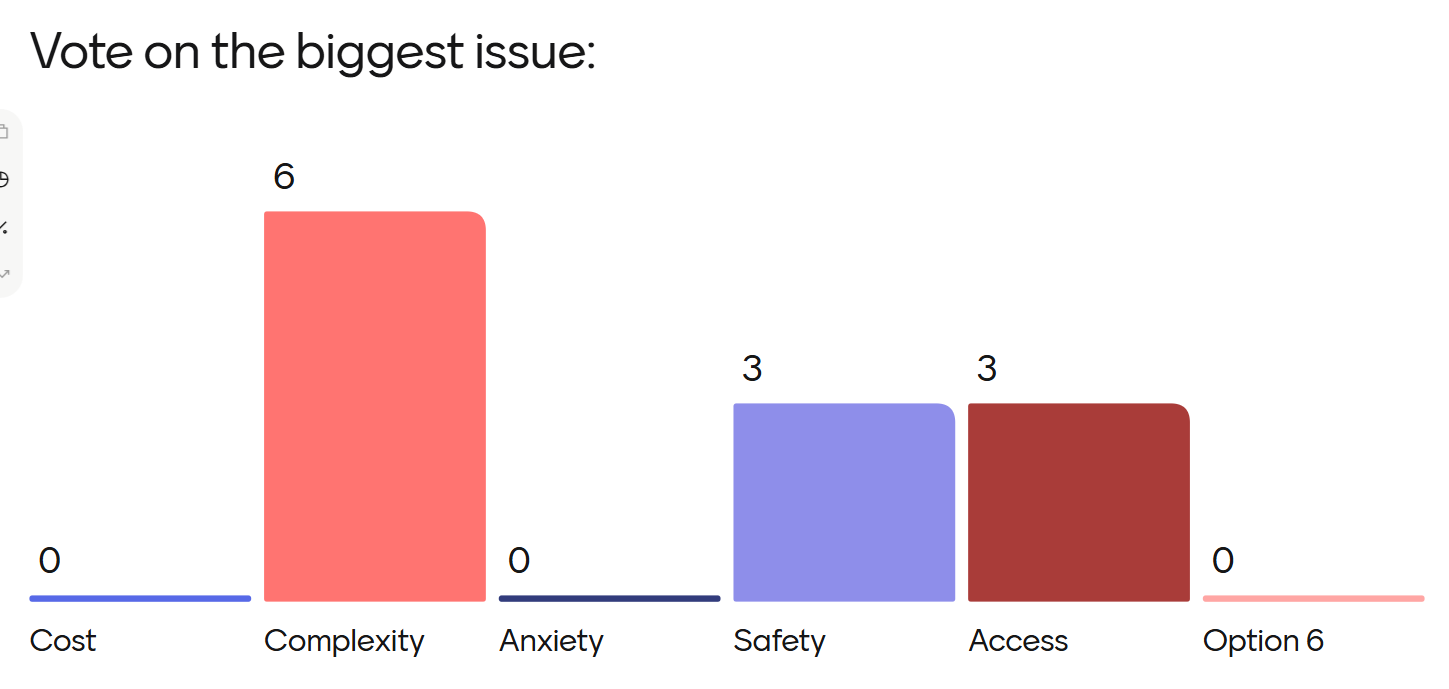 Vote on the biggest issue:
6
3 3
0 0 0
Cost Complexity Anxiety Safety Access Option 6